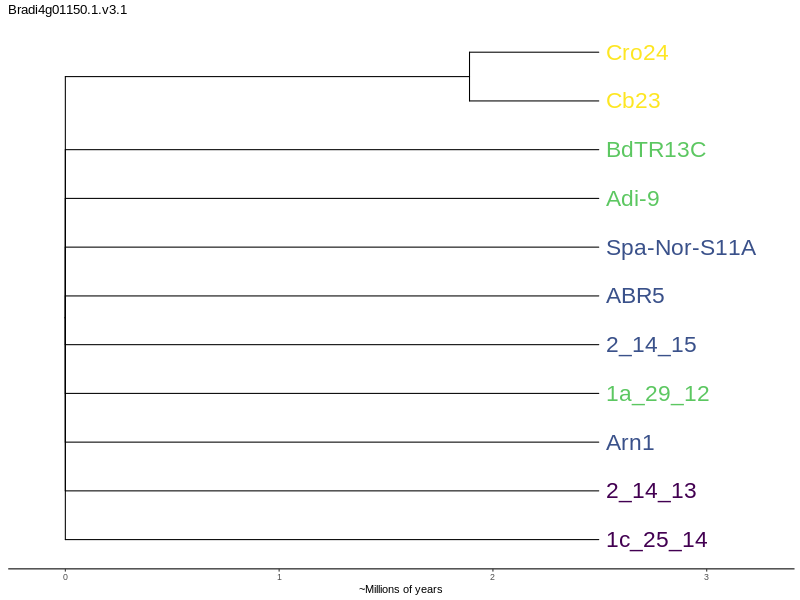 Bradi4g01150.1.v3.1
Cro24
Cb23
BdTR13C
Adi-9
Spa-Nor-S11A
ABR5
2_14_15
1a_29_12
Arn1
2_14_13
1c_25_14
0 1 2 3
~Millions of years